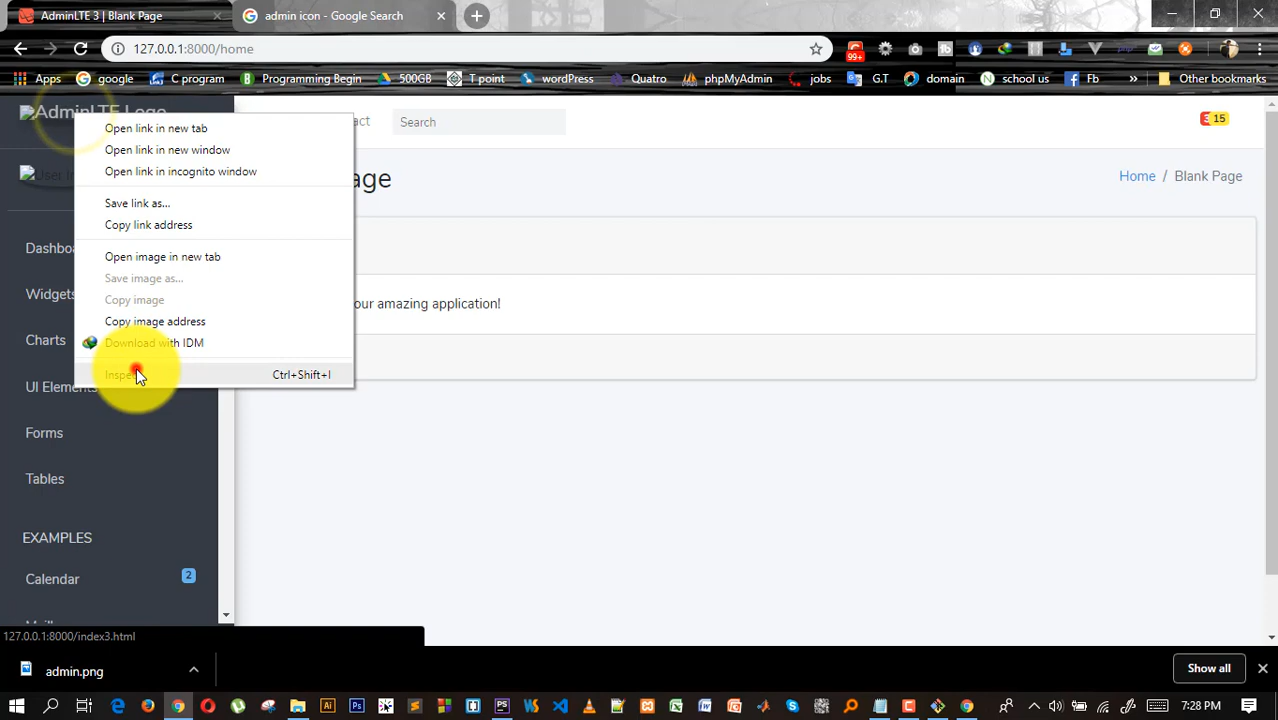 AdminLTE 3 | Blank Page
admin icon - Google Search
127.0.0.1:8000/home
99+
Apps
google
C program
Programming Begin
500GB
T point
wordPress
Quatro
phpMyAdmin
jobs
G.T
domain
school us
Fb
»
Other bookmarks
AdminLTE Logo
Search
15
Home / Blank Page
our amazing application!
Dashbo
Widgets
Charts
UI Elements
Forms
Tables
EXAMPLES
Calendar
2
Open link in new tab
Open link in new window
Open link in incognito window
Save link as...
Copy link address
Open image in new tab
Save image as...
Copy image
Copy image address
Download with IDM
Inspe
Ctrl+Shift+I
127.0.0.1:8000/index3.html
admin.png
Show all
7:28 PM